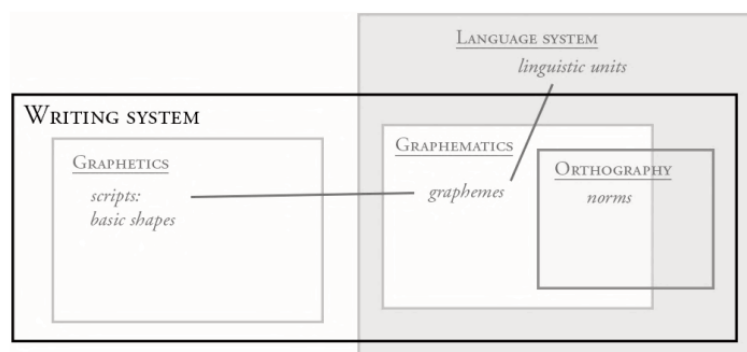 LANGUAGE SYSTEM
linguistic units
WRITING SYSTEM
GRAPHETICS
scripts:
basic shapes
GRAPHEMATICS
graphemes
ORTHOGRAPHY
norms